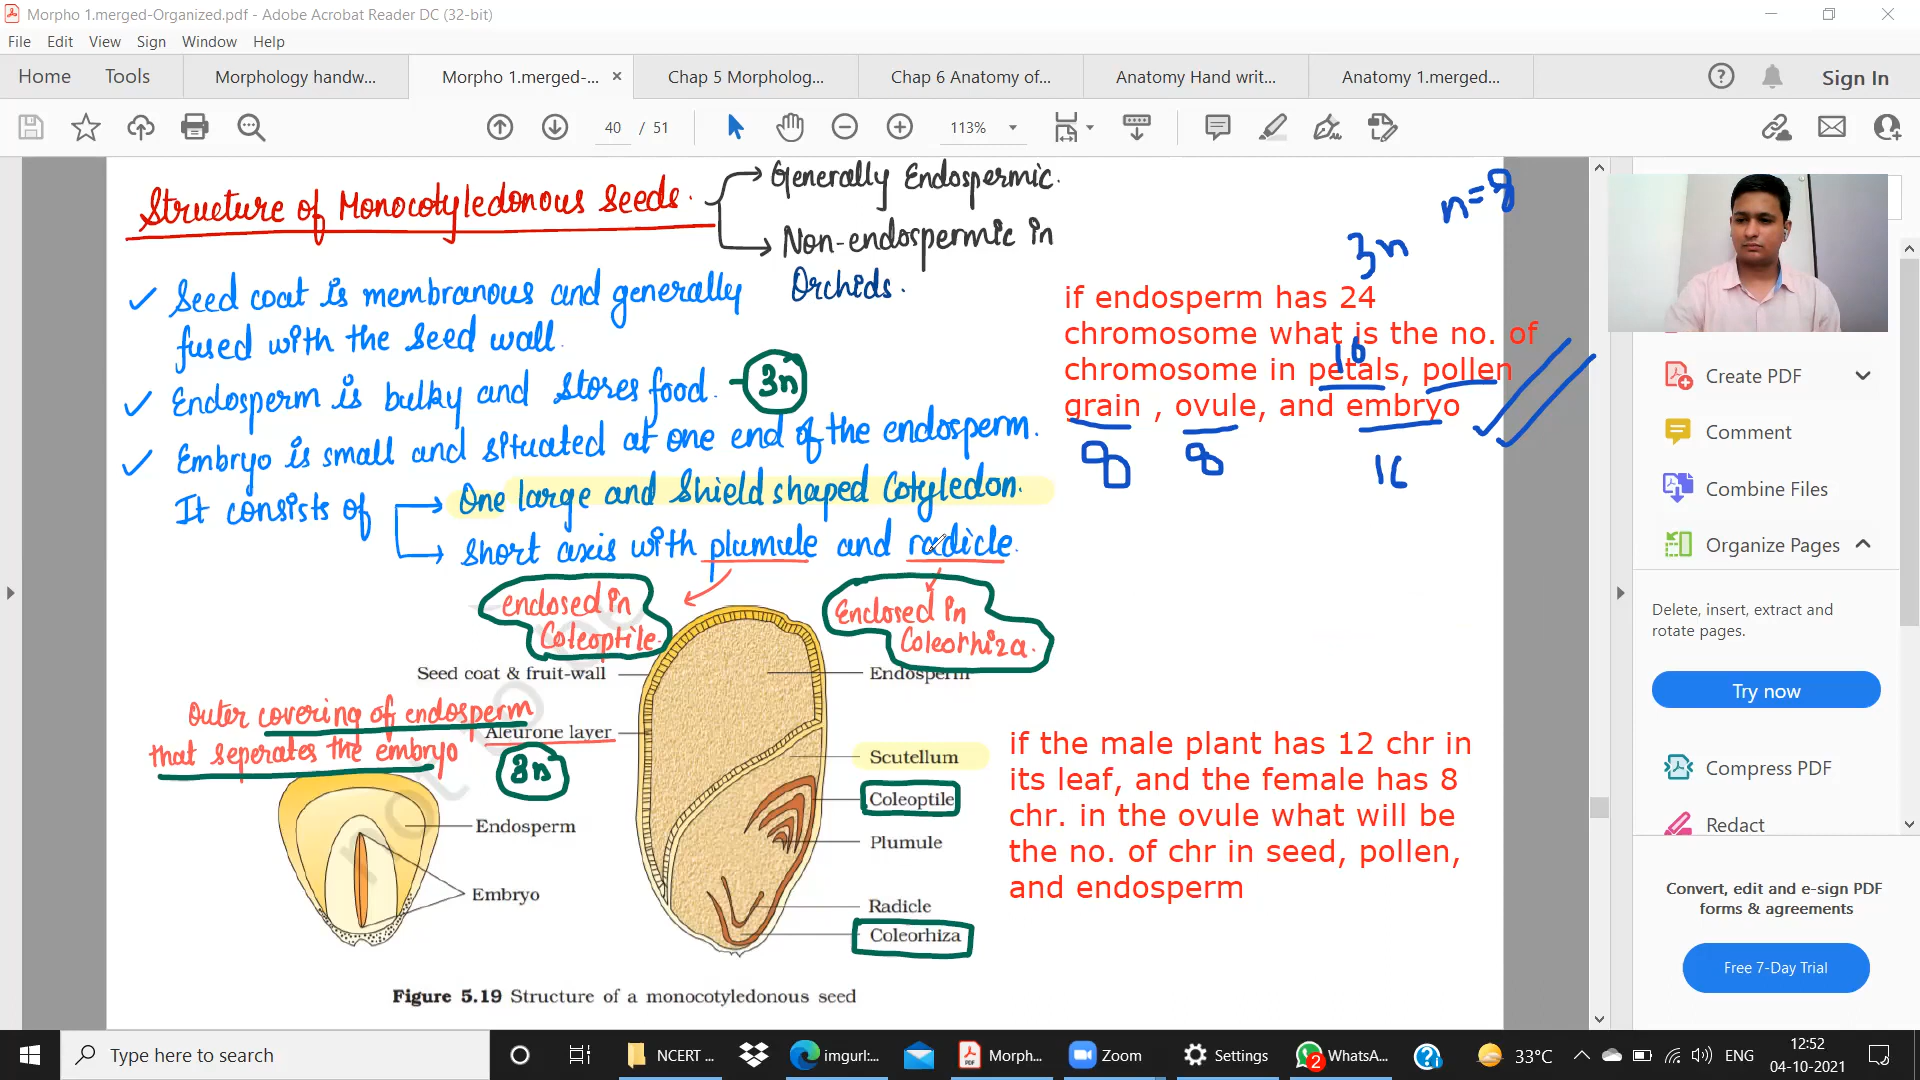 Morpho 1.merged-Organized.pdf - Adobe Acrobat Reader DC (32-bit)
File Edit View Sign Window Help
Home Tools Morphology handw... Morpho 1.merged-... × Chap 5 Morpholog... Chap 6 Anatomy of... Anatomy Hand writ... Anatomy 1.merged... Sign In
40 / 51 113%
Structure of Monocotyledonous Seeds.
Generally Endospermic.
Non-endospermic in
Orchids.
Seed coat is membranous and generally
fused with the Seed wall.
Endosperm is bulky and stores food. - 3n
Embryo is small and situated at one end of the endosperm.
It consists of
One large and Shield shaped Cotyledon.
Short axis with plumule and radicle.
enclosed in
Coleoptile.
Enclosed in
Coleorhiza.
n=8
3n
if endosperm has 24
chromosome what is the no. of
16
chromosome in petals, pollen
grain , ovule, and embryo
8 8 16
Seed coat & fruit-wall
Endosperm
Outer covering of endosperm
that seperates the embryo
Aleurone layer
3n
Scutellum
Coleoptile
Plumule
Radicle
Coleorhiza
Endosperm
Embryo
Figure 5.19 Structure of a monocotyledonous seed
if the male plant has 12 chr in
its leaf, and the female has 8
chr. in the ovule what will be
the no. of chr in seed, pollen,
and endosperm
Create PDF
Comment
Combine Files
Organize Pages
Delete, insert, extract and
rotate pages.
Try now
Compress PDF
Redact
Convert, edit and e-sign PDF
forms & agreements
Free 7-Day Trial
Type here to search
NCERT ...
imgurl:...
Morph...
Zoom
Settings
2
WhatsA...
33°C
ENG
12:52
04-10-2021